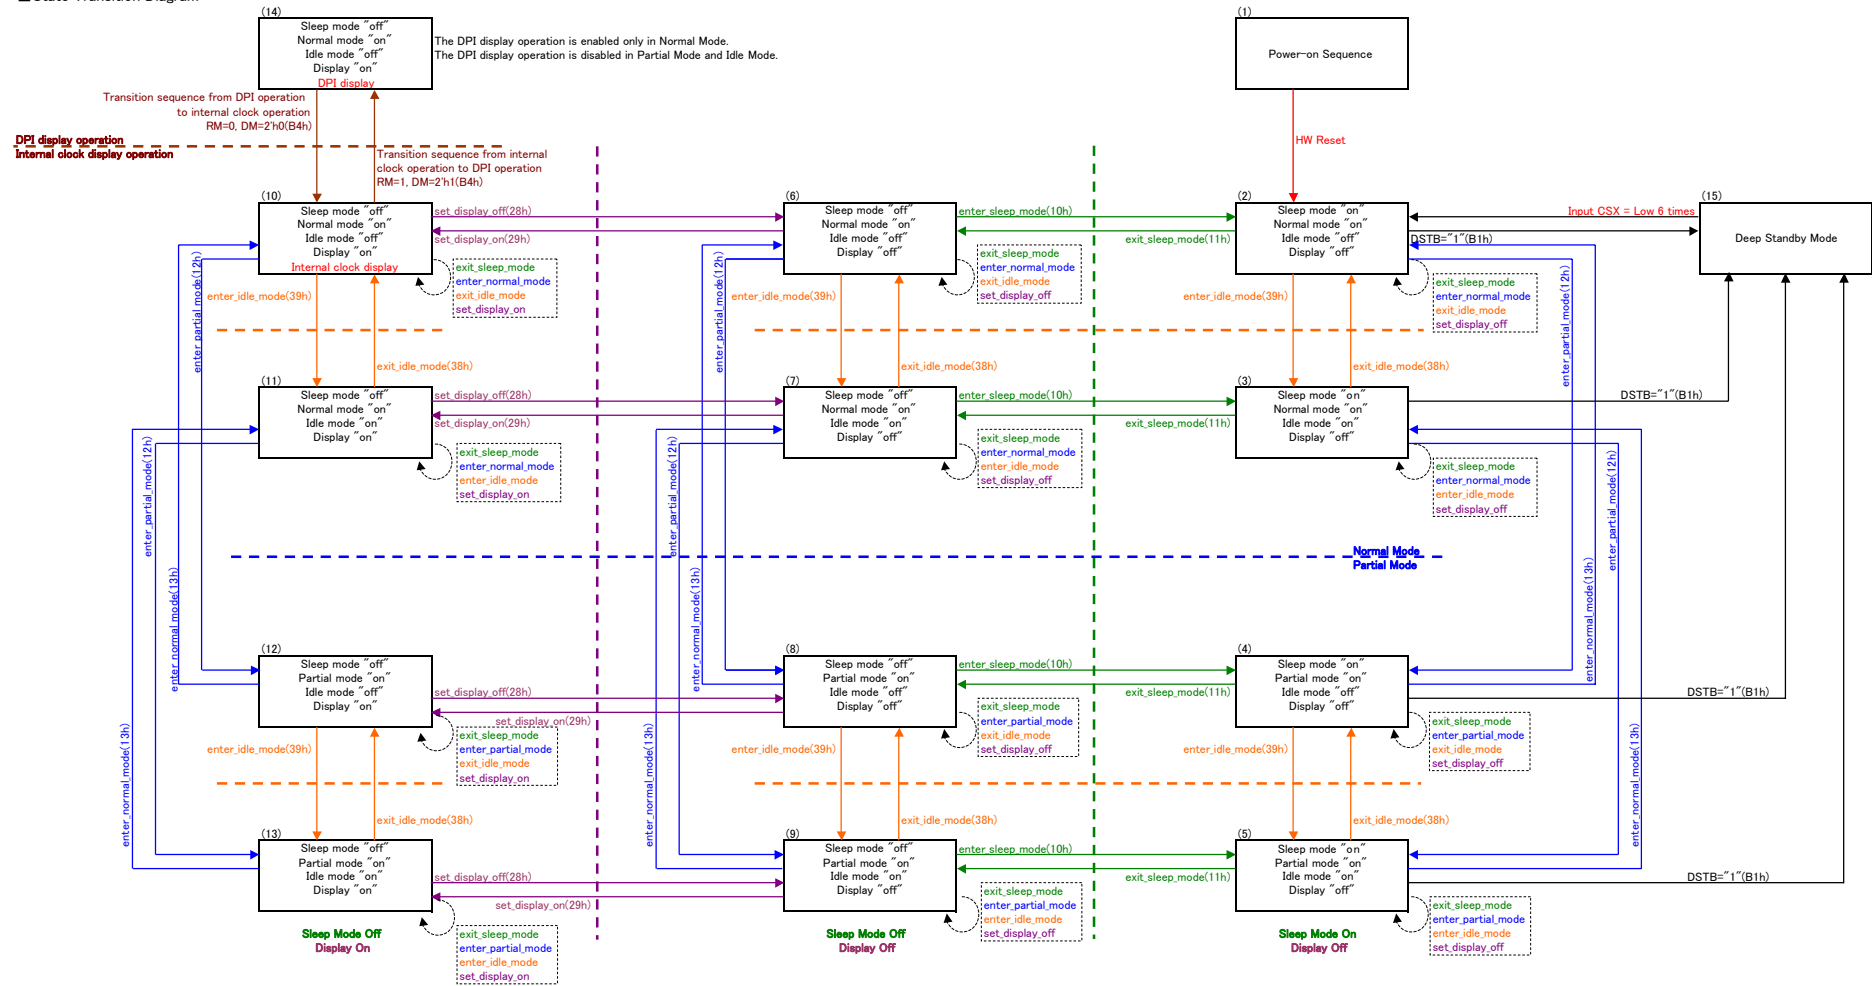 ■State Transition Diagram
(14)
Sleep mode "off"
Normal mode "on"
Idle mode "off"
Display "on"
DPI display
The DPI display operation is enabled only in Normal Mode.
The DPI display operation is disabled in Partial Mode and Idle Mode.
(1)
Power-on Sequence
Transition sequence from DPI operation
to internal clock operation
RM=0, DM=2'h0(B4h)
DPI display operation
Internal clock display operation
Transition sequence from internal
clock operation to DPI operation
RM=1, DM=2'h1(B4h)
HW Reset
(10)
Sleep mode "off"
Normal mode "on"
Idle mode "off"
Display "on"
Internal clock display
set_display_off(28h)
set_display_on(29h)
exit_sleep_mode
enter_normal_mode
exit_idle_mode
set_display_on
(6)
Sleep mode "off"
Normal mode "on"
Idle mode "off"
Display "off"
enter_sleep_mode(10h)
exit_sleep_mode(11h)
exit_sleep_mode
enter_normal_mode
exit_idle_mode
set_display_off
(2)
Sleep mode "on"
Normal mode "on"
Idle mode "off"
Display "off"
Input CSX = Low 6 times
DSTB="1"(B1h)
exit_sleep_mode
enter_normal_mode
exit_idle_mode
set_display_off
(15)
Deep Standby Mode
enter_partial_mode(12h)
enter_idle_mode(39h)
exit_idle_mode(38h)
enter_partial_mode(12h)
enter_idle_mode(39h)
exit_idle_mode(38h)
enter_idle_mode(39h)
exit_idle_mode(38h)
enter_partial_mode(12h)
(11)
Sleep mode "off"
Normal mode "on"
Idle mode "on"
Display "on"
set_display_off(28h)
set_display_on(29h)
exit_sleep_mode
enter_normal_mode
enter_idle_mode
set_display_on
(7)
Sleep mode "off"
Normal mode "on"
Idle mode "on"
Display "off"
enter_sleep_mode(10h)
exit_sleep_mode(11h)
exit_sleep_mode
enter_normal_mode
enter_idle_mode
set_display_off
(3)
Sleep mode "on"
Normal mode "on"
Idle mode "on"
Display "off"
DSTB="1"(B1h)
exit_sleep_mode
enter_normal_mode
enter_idle_mode
set_display_off
enter_partial_mode(12h)
enter_normal_mode(13h)
enter_partial_mode(12h)
enter_normal_mode(13h)
enter_partial_mode(12h)
enter_normal_mode(13h)
Normal Mode
Partial Mode
(12)
Sleep mode "off"
Partial mode "on"
Idle mode "off"
Display "on"
set_display_off(28h)
set_display_on(29h)
exit_sleep_mode
enter_partial_mode
exit_idle_mode
set_display_on
(8)
Sleep mode "off"
Partial mode "on"
Idle mode "off"
Display "off"
enter_sleep_mode(10h)
exit_sleep_mode(11h)
exit_sleep_mode
enter_partial_mode
exit_idle_mode
set_display_off
(4)
Sleep mode "on"
Partial mode "on"
Idle mode "off"
Display "off"
DSTB="1"(B1h)
exit_sleep_mode
enter_partial_mode
exit_idle_mode
set_display_off
enter_normal_mode(13h)
enter_idle_mode(39h)
exit_idle_mode(38h)
enter_normal_mode(13h)
enter_idle_mode(39h)
exit_idle_mode(38h)
enter_idle_mode(39h)
exit_idle_mode(38h)
enter_normal_mode(13h)
(13)
Sleep mode "off"
Partial mode "on"
Idle mode "on"
Display "on"
set_display_off(28h)
set_display_on(29h)
exit_sleep_mode
enter_partial_mode
enter_idle_mode
set_display_on
(9)
Sleep mode "off"
Partial mode "on"
Idle mode "on"
Display "off"
enter_sleep_mode(10h)
exit_sleep_mode(11h)
exit_sleep_mode
enter_partial_mode
enter_idle_mode
set_display_off
(5)
Sleep mode "on"
Partial mode "on"
Idle mode "on"
Display "off"
DSTB="1"(B1h)
exit_sleep_mode
enter_partial_mode
enter_idle_mode
set_display_off
Sleep Mode Off
Display On
Sleep Mode Off
Display Off
Sleep Mode On
Display Off